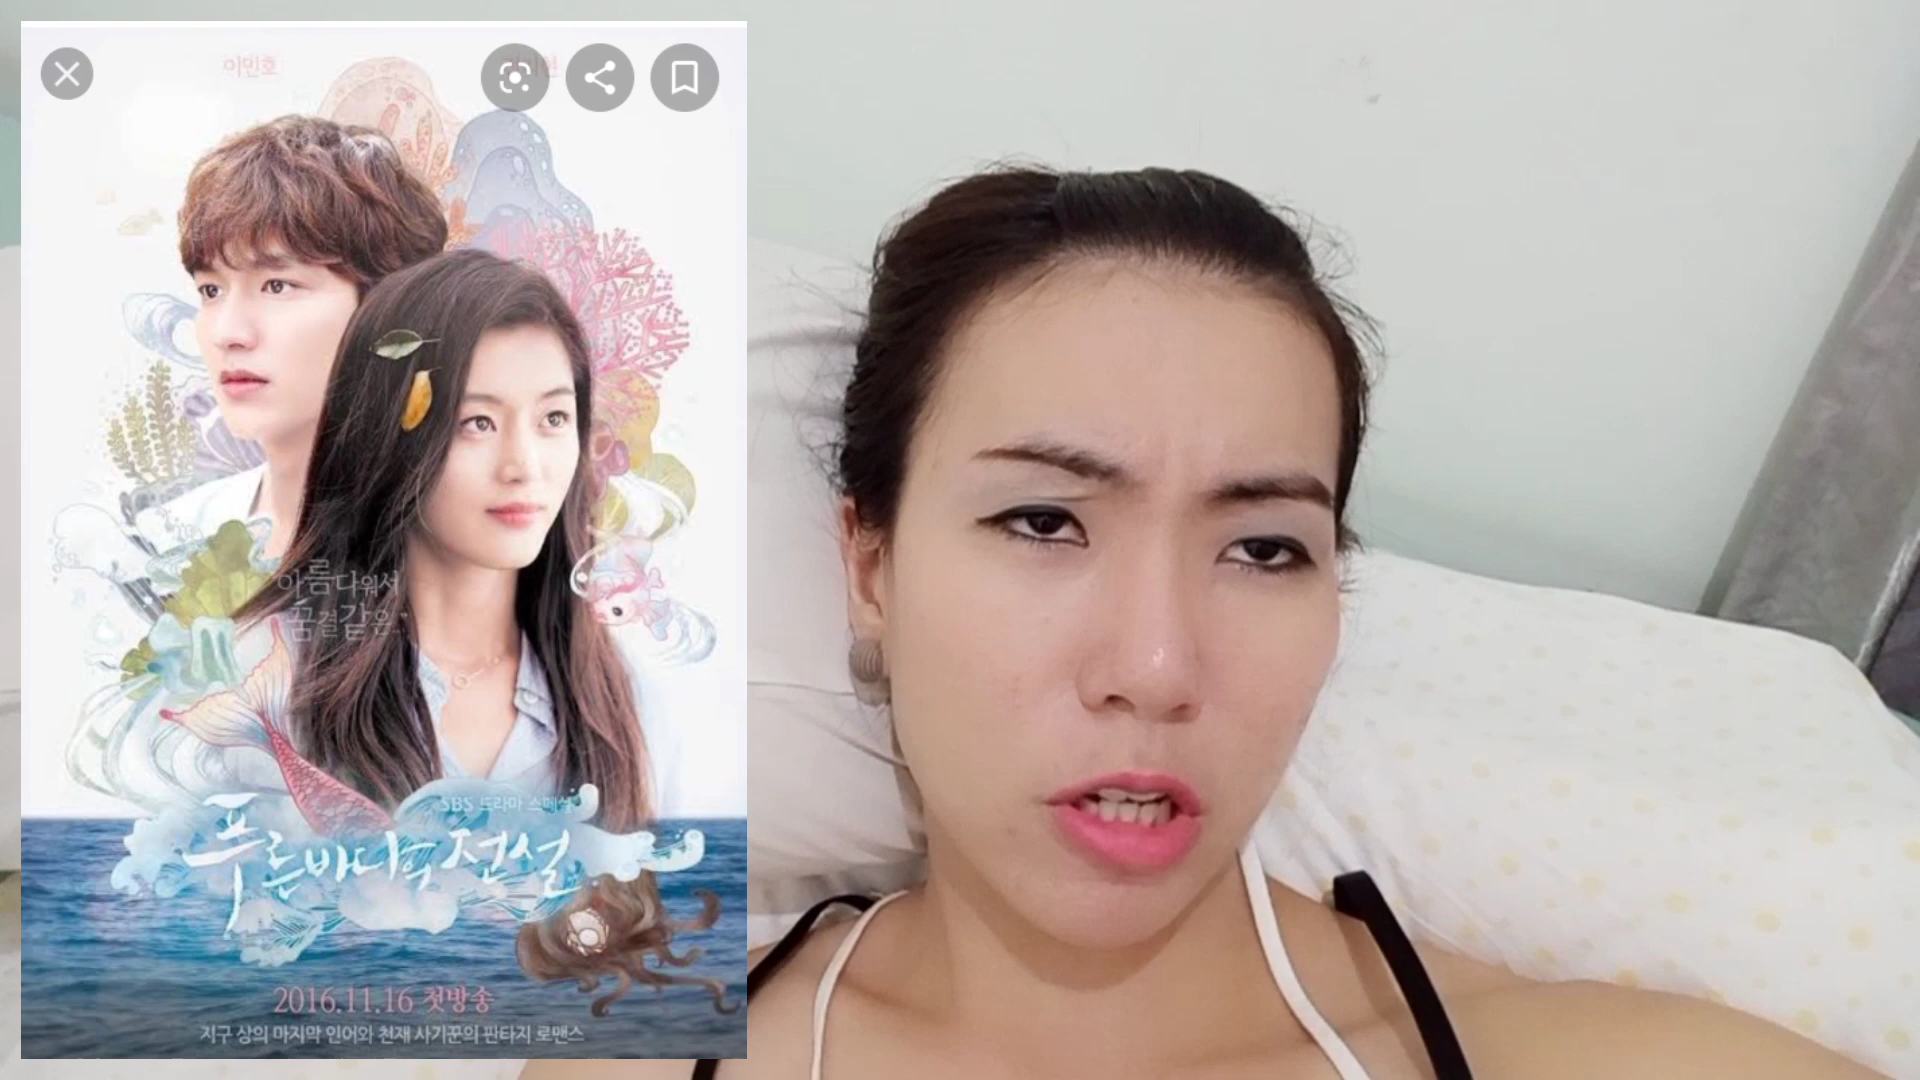 이민호
아름다워서
꿈결같은..
SBS 드라마 스페셜
푸른 바다의 전설
2016.11.16 첫방송
지구 상의 마지막 인어와 천재 사기꾼의 판타지 로맨스